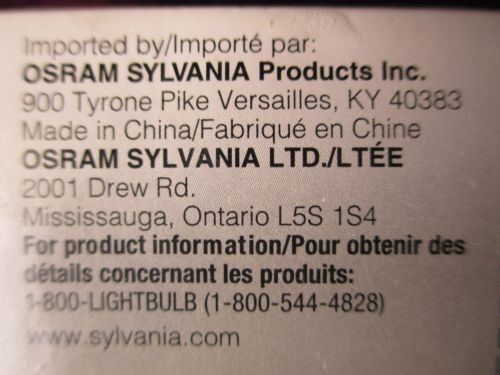 Imported by/Importé par:
OSRAM SYLVANIA Products Inc.
900 Tyrone Pike Versailles, KY 40383
Made in China/Fabriqué en Chine
OSRAM SYLVANIA LTD./LTÉE
2001 Drew Rd.
Mississauga, Ontario L5S 1S4
For product information/Pour obtenir des
détails concernant les produits:
1-800-LIGHTBULB (1-800-544-4828)
www.sylvania.com